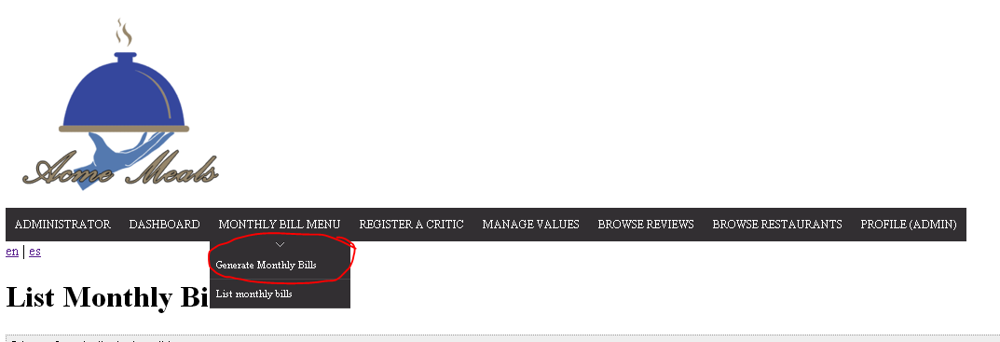 Acme Meals
ADMINISTRATOR DASHBOARD MONTHLY BILL MENU REGISTER A CRITIC MANAGE VALUES BROWSE REVIEWS BROWSE RESTAURANTS PROFILE (ADMIN)
en | es
Generate Monthly Bills
List monthly bills
List Monthly Bi